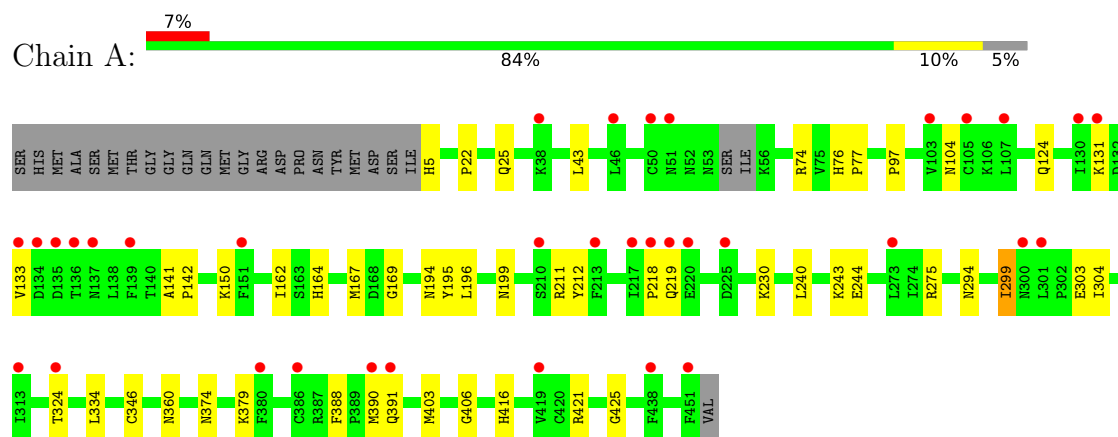 7%
Chain A:
84% 10% 5%
SER HIS MET ALA SER MET THR GLY GLY GLN GLN MET GLY ARG ASP PRO ASN TYR MET ASP SER ILE H5 P22 Q25 K38 L43 L46 C50 N51 N52 N53 SER ILE K56 R74 V75 H76 P77 P97 V103 N104 C105 K106 L107 Q124 I130 K131 D132
V133 D134 D135 T136 N137 L138 F139 T140 A141 P142 K150 F151 I162 S163 H164 M167 D168 G169 N194 Y195 L196 N199 S210 R211 Y212 F213 I217 P218 Q219 E220 D225 K230 L240 K243 E244 L273 I274 R275 N294 I299 N300 L301 P302 E303 I304
I313 T324 L334 C346 N360 N374 K379 F380 C386 R387 F388 P389 M390 Q391 M403 G406 H416 V419 C420 R421 G425 F438 F451 VAL